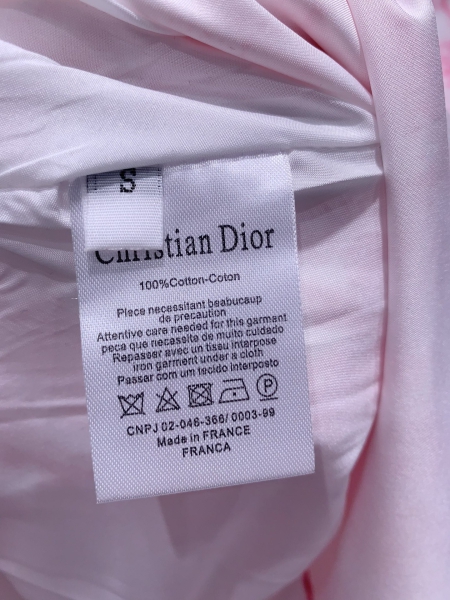 S
Christian Dior
100%Cotton-Coton
Piece necessitant beabucaup
de precaution
Attentive care needed for this garment
peca que necessita de muito cuidado
Repasser avec un tissu interpose
iron garment under a cloth
Passar com um tecido interposto
P
CNPJ 02-046-366/ 0003-99
Made in FRANCE
FRANCA